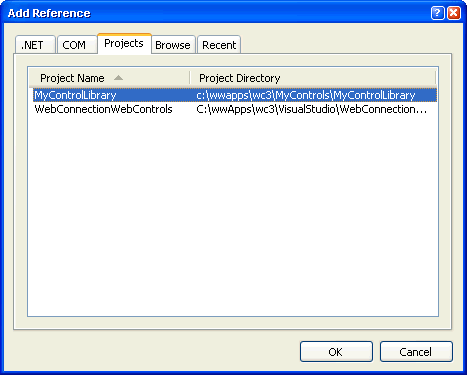 Add Reference
.NET COM Projects Browse Recent
Project Name Project Directory
MyControlLibrary c:\wwapps\wc3\MyControls\MyControlLibrary
WebConnectionWebControls C:\wwApps\wc3\VisualStudio\WebConnection...
OK Cancel